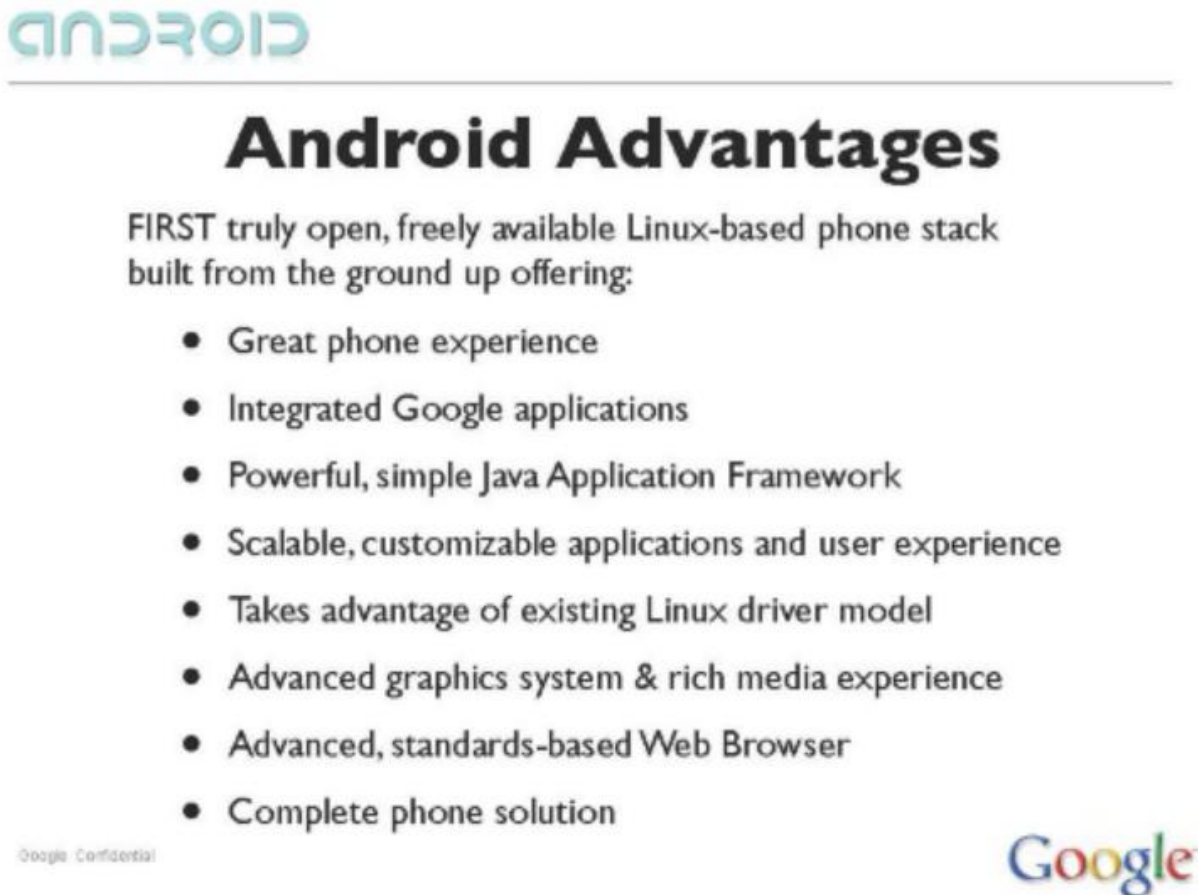 ANDROID
Android Advantages
FIRST truly open, freely available Linux-based phone stack
built from the ground up offering:
• Great phone experience
• Integrated Google applications
• Powerful, simple Java Application Framework
• Scalable, customizable applications and user experience
• Takes advantage of existing Linux driver model
• Advanced graphics system & rich media experience
• Advanced, standards-based Web Browser
• Complete phone solution
Google Confidential
Google